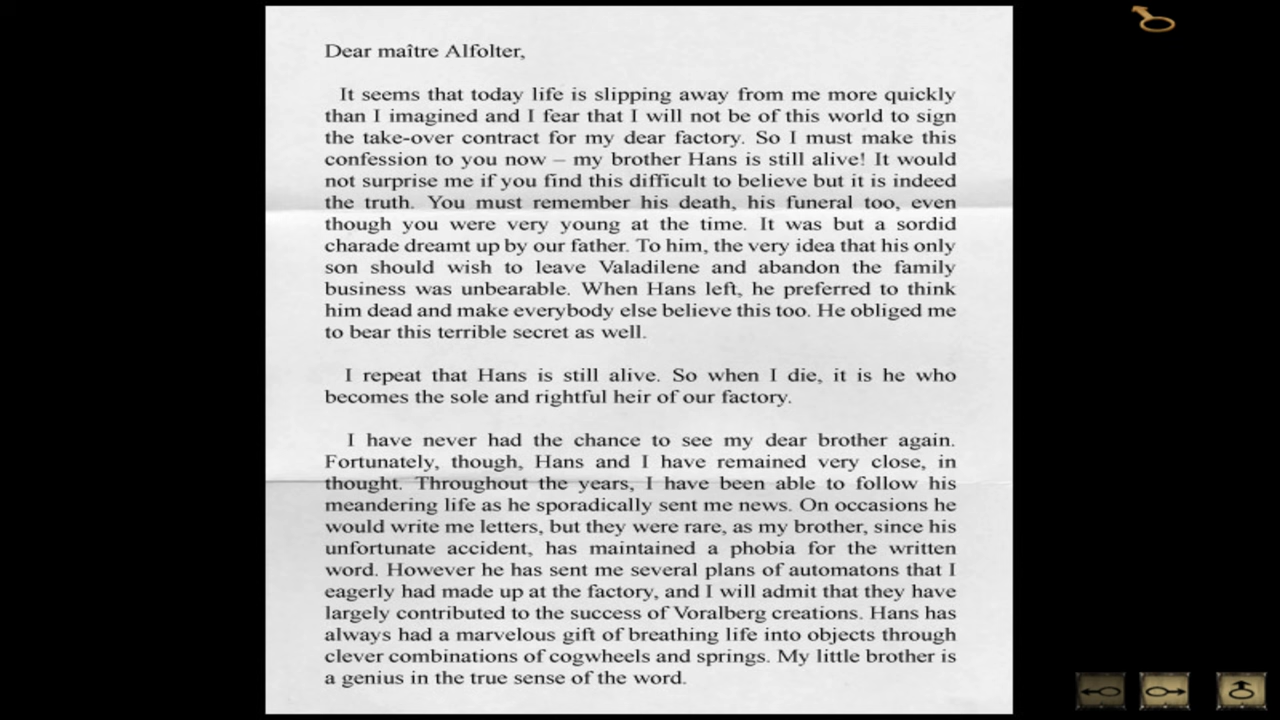 Dear maître Alfolter,
It seems that today life is slipping away from me more quickly
than I imagined and I fear that I will not be of this world to sign
the take-over contract for my dear factory. So I must make this
confession to you now – my brother Hans is still alive! It would
not surprise me if you find this difficult to believe but it is indeed
the truth. You must remember his death, his funeral too, even
though you were very young at the time. It was but a sordid
charade dreamt up by our father. To him, the very idea that his only
son should wish to leave Valadilene and abandon the family
business was unbearable. When Hans left, he preferred to think
him dead and make everybody else believe this too. He obliged me
to bear this terrible secret as well.
I repeat that Hans is still alive. So when I die, it is he who
becomes the sole and rightful heir of our factory.
I have never had the chance to see my dear brother again.
Fortunately, though, Hans and I have remained very close, in
thought. Throughout the years, I have been able to follow his
meandering life as he sporadically sent me news. On occasions he
would write me letters, but they were rare, as my brother, since his
unfortunate accident, has maintained a phobia for the written
word. However he has sent me several plans of automatons that I
eagerly had made up at the factory, and I will admit that they have
largely contributed to the success of Voralberg creations. Hans has
always had a marvelous gift of breathing life into objects through
clever combinations of cogwheels and springs. My little brother is
a genius in the true sense of the word.